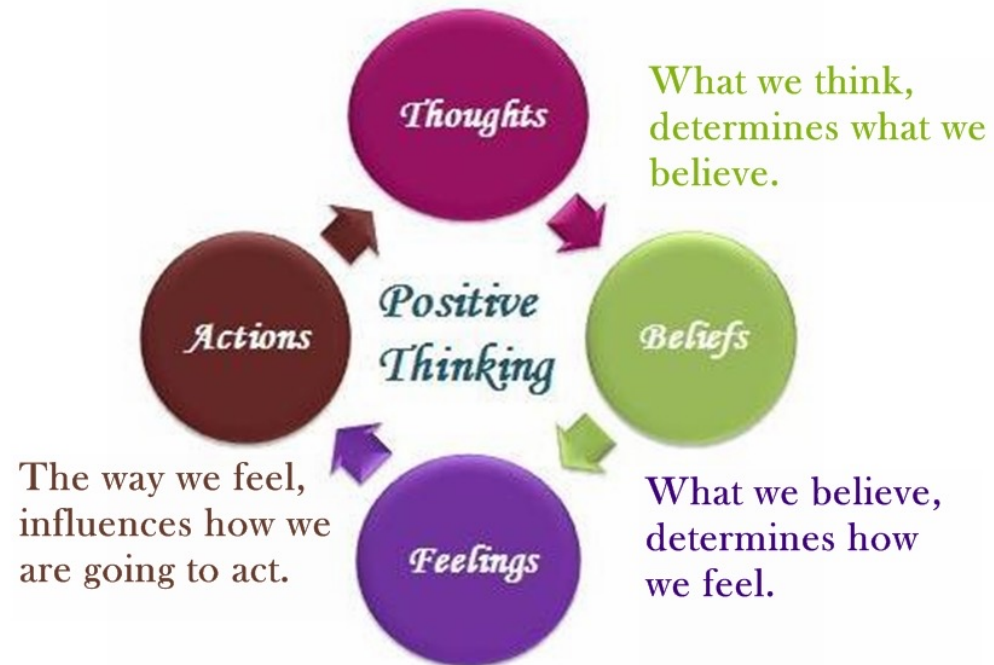 Thoughts
What we think,
determines what we
believe.
Positive
Thinking
Actions
Beliefs
The way we feel,
influences how we
are going to act.
What we believe,
determines how
we feel.
Feelings